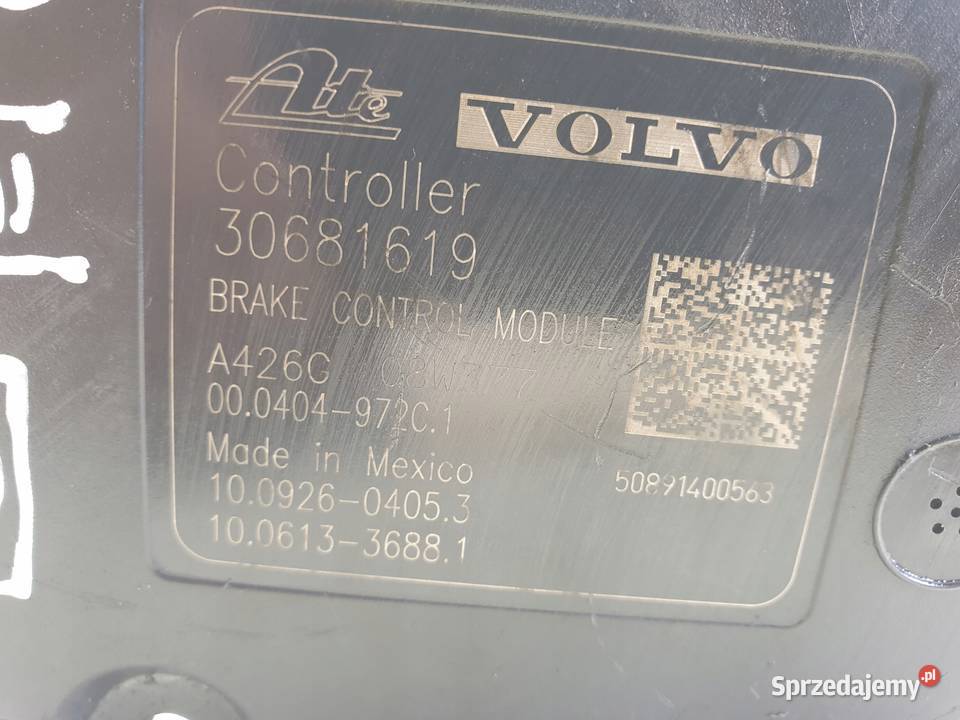 Ate
VOLVO
Controller
30681619
BRAKE CONTROL MODULE
A426G
00.0404-972C.1
Made in Mexico
10.0926-0405.3
10.0613-3688.1
50891400563
Sprzedajemy.pl